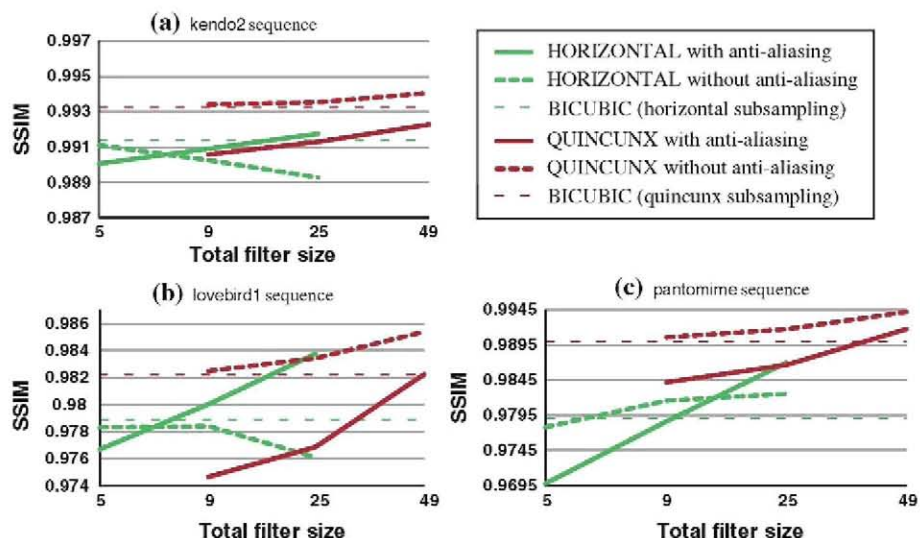 (a) kendo2 sequence
0.997
0.995
0.993
0.991
0.989
0.987
SSIM
5 9 25 49
Total filter size
HORIZONTAL with anti-aliasing
HORIZONTAL without anti-aliasing
BICUBIC (horizontal subsampling)
QUINCUNX with anti-aliasing
QUINCUNX without anti-aliasing
BICUBIC (quincunx subsampling)
(b) lovebird1 sequence
0.986
0.984
0.982
0.98
0.978
0.976
0.974
SSIM
5 9 25 49
Total filter size
(c) pantomime sequence
0.9945
0.9895
0.9845
0.9795
0.9745
0.9695
SSIM
5 9 25 49
Total filter size